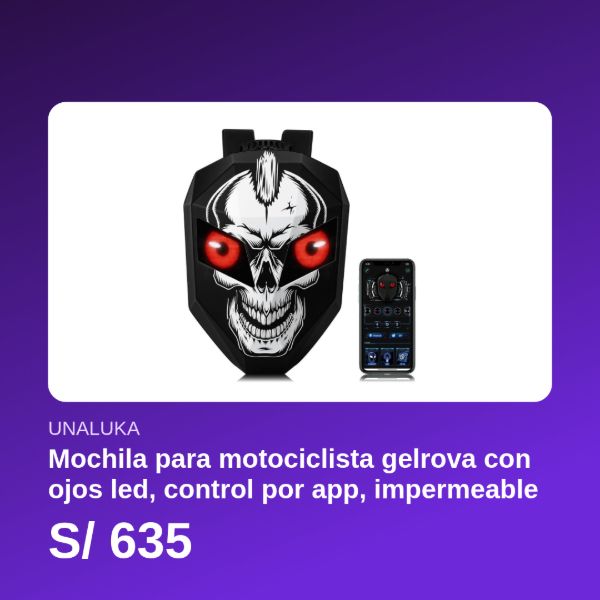 UNALUKA
Mochila para motociclista gelrova con
ojos led, control por app, impermeable
S/ 635